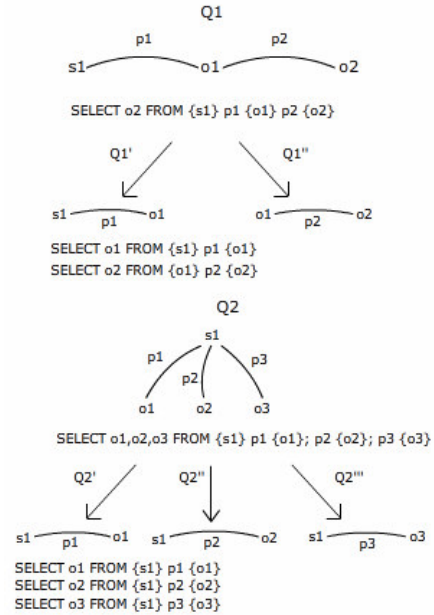 Q1
p1 p2
s1 o1 o2
SELECT o2 FROM {s1} p1 {o1} p2 {o2}
Q1' Q1''
s1 p1 o1 o1 p2 o2
SELECT o1 FROM {s1} p1 {o1}
SELECT o2 FROM {o1} p2 {o2}
Q2
s1
p1 p2 p3
o1 o2 o3
SELECT o1,o2,o3 FROM {s1} p1 {o1}; p2 {o2}; p3 {o3}
Q2' Q2'' Q2'''
s1 p1 o1 s1 p2 o2 s1 p3 o3
SELECT o1 FROM {s1} p1 {o1}
SELECT o2 FROM {s1} p2 {o2}
SELECT o3 FROM {s1} p3 {o3}